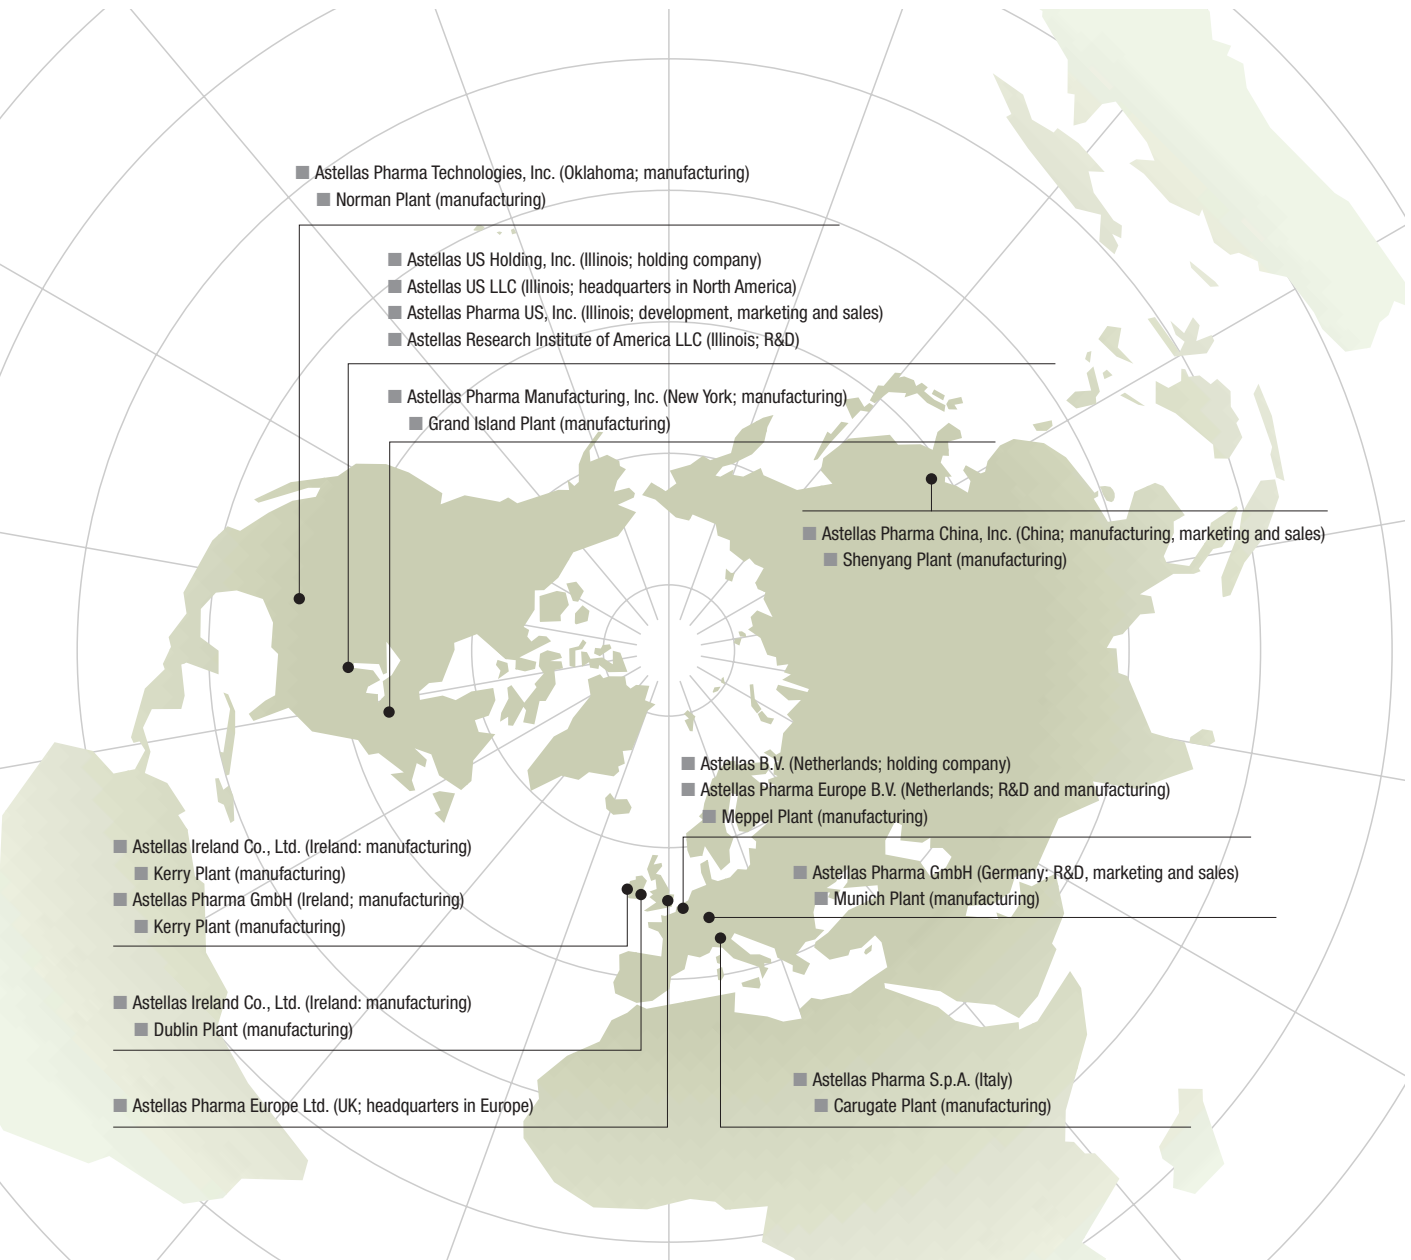 ■ Astellas Pharma Technologies, Inc. (Oklahoma; manufacturing)
■ Norman Plant (manufacturing)
■ Astellas US Holding, Inc. (Illinois; holding company)
■ Astellas US LLC (Illinois; headquarters in North America)
■ Astellas Pharma US, Inc. (Illinois; development, marketing and sales)
■ Astellas Research Institute of America LLC (Illinois; R&D)
■ Astellas Pharma Manufacturing, Inc. (New York; manufacturing)
■ Grand Island Plant (manufacturing)
■ Astellas Pharma China, Inc. (China; manufacturing, marketing and sales)
■ Shenyang Plant (manufacturing)
■ Astellas B.V. (Netherlands; holding company)
■ Astellas Pharma Europe B.V. (Netherlands; R&D and manufacturing)
■ Meppel Plant (manufacturing)
■ Astellas Ireland Co., Ltd. (Ireland: manufacturing)
■ Kerry Plant (manufacturing)
■ Astellas Pharma GmbH (Ireland; manufacturing)
■ Kerry Plant (manufacturing)
■ Astellas Pharma GmbH (Germany; R&D, marketing and sales)
■ Munich Plant (manufacturing)
■ Astellas Ireland Co., Ltd. (Ireland: manufacturing)
■ Dublin Plant (manufacturing)
■ Astellas Pharma Europe Ltd. (UK; headquarters in Europe)
■ Astellas Pharma S.p.A. (Italy)
■ Carugate Plant (manufacturing)